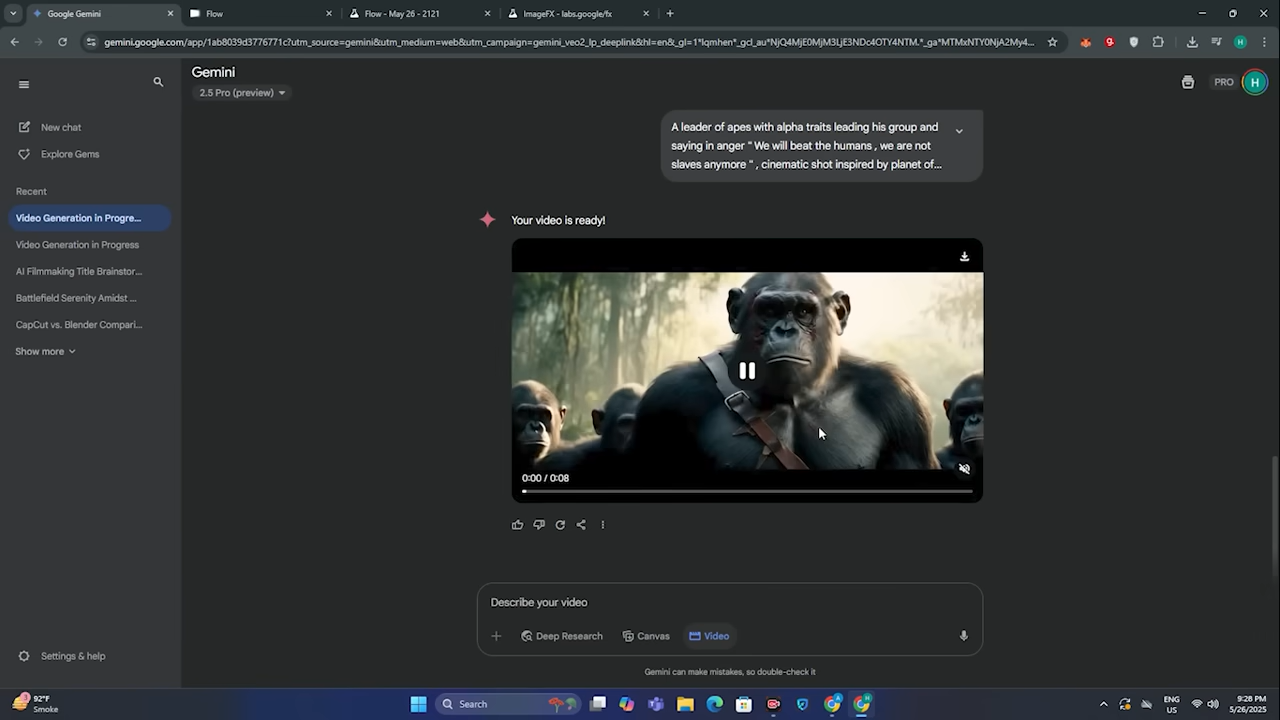 Google Gemini
Flow
Flow - May 26 - 2121
ImageFX - labs.google/fx
gemini.google.com/app/1ab8039d3776771c?utm_source=gemini&utm_medium=web&utm_campaign=gemini_veo2_lp_deeplink&hl=en&_gl=1*lqmhen*_gcl_au*NjQ4MjE0MjM3LjE3NDc4OTY4NTM.*_ga*MTMxNTY0NjA2My4...
Gemini
2.5 Pro (preview)
PRO
H
New chat
Explore Gems
Recent
Video Generation in Progre...
Video Generation in Progress
AI Filmmaking Title Brainstor...
Battlefield Serenity Amidst ...
CapCut vs. Blender Compari...
Show more
Settings & help
A leader of apes with alpha traits leading his group and
saying in anger " We will beat the humans , we are not
slaves anymore " , cinematic shot inspired by planet of...
Your video is ready!
0:00 / 0:08
Describe your video
Deep Research
Canvas
Video
Gemini can make mistakes, so double-check it
92°F
Smoke
Search
ENG
US
9:28 PM
5/26/2025